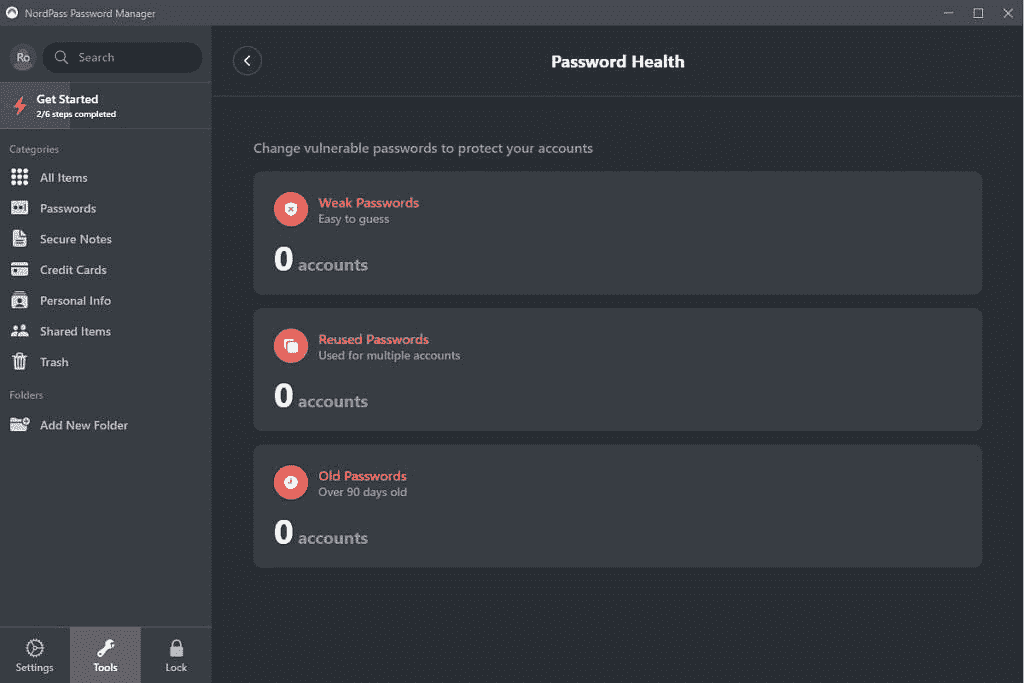 NordPass Password Manager
Ro
Search
Get Started
2/6 steps completed
Categories
All Items
Passwords
Secure Notes
Credit Cards
Personal Info
Shared Items
Trash
Folders
Add New Folder
Settings
Tools
Lock
Password Health
Change vulnerable passwords to protect your accounts
Weak Passwords
Easy to guess
0 accounts
Reused Passwords
Used for multiple accounts
0 accounts
Old Passwords
Over 90 days old
0 accounts